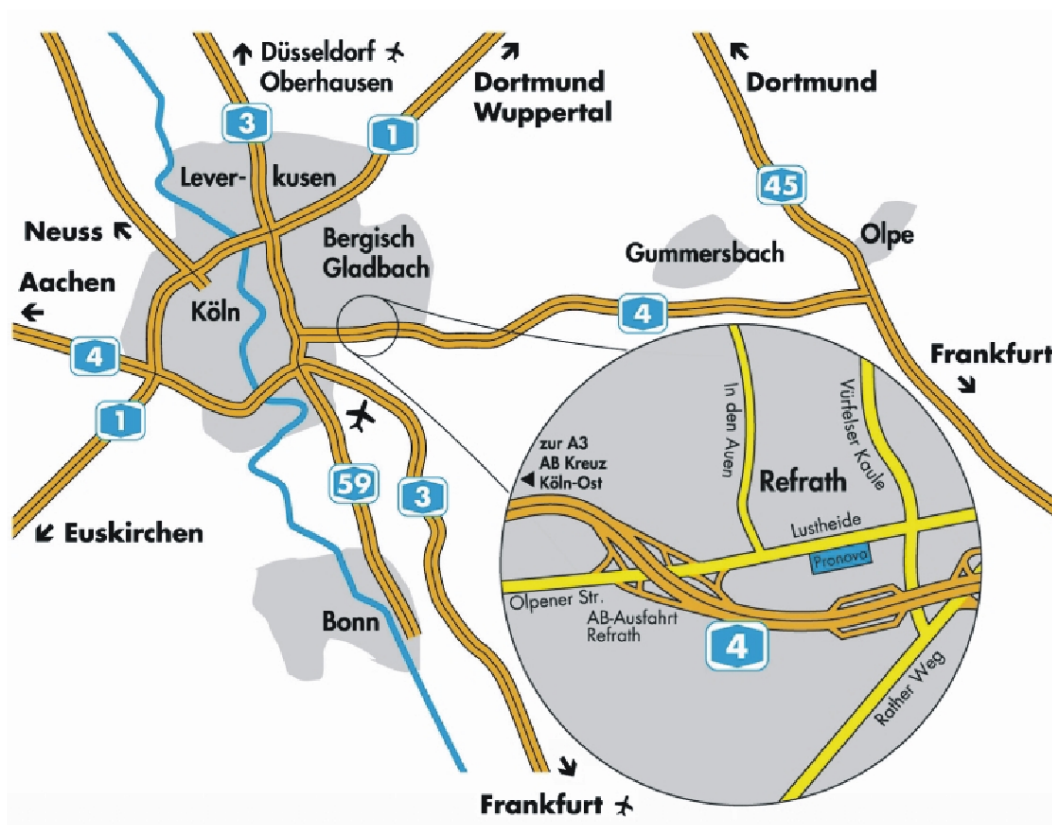 Düsseldorf
Oberhausen
Dortmund
Wuppertal
Dortmund
3
1
45
Lever-kusen
Neuss
Bergisch
Gladbach
Gummersbach
Olpe
Aachen
Köln
4
4
Frankfurt
1
59
3
Euskirchen
Bonn
In den Auen
Vürfelser Kaule
zur A3
AB Kreuz
Köln-Ost
Refrath
Lustheide
Pronova
Olpener Str.
AB-Ausfahrt
Refrath
4
Rather Weg
Frankfurt